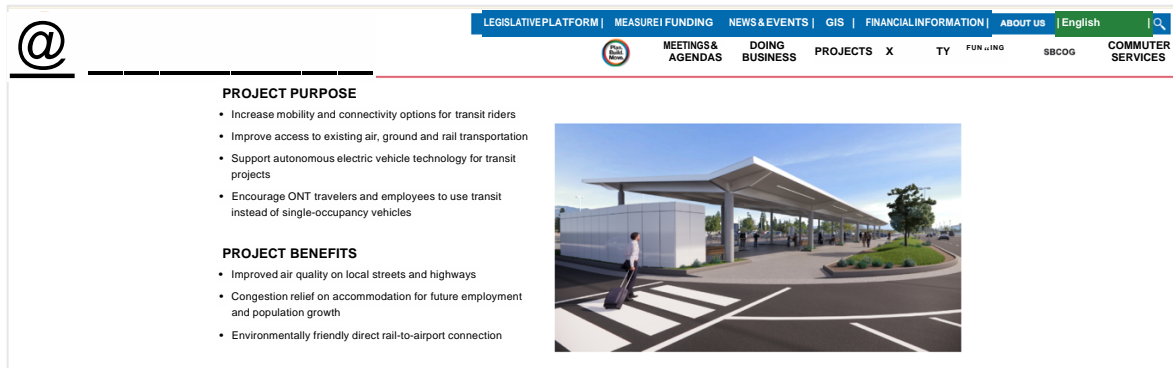 LEGISLATIVE PLATFORM | MEASURE I FUNDING NEWS & EVENTS | GIS | FINANCIAL INFORMATION | ABOUT US | English |
@
Plan. Build. Move.
MEETINGS & AGENDAS
DOING BUSINESS
PROJECTS X TY
SBCOG
COMMUTER SERVICES
PROJECT PURPOSE
• Increase mobility and connectivity options for transit riders
• Improve access to existing air, ground and rail transportation
• Support autonomous electric vehicle technology for transit
projects
• Encourage ONT travelers and employees to use transit
instead of single-occupancy vehicles
PROJECT BENEFITS
• Improved air quality on local streets and highways
• Congestion relief on accommodation for future employment
and population growth
• Environmentally friendly direct rail-to-airport connection